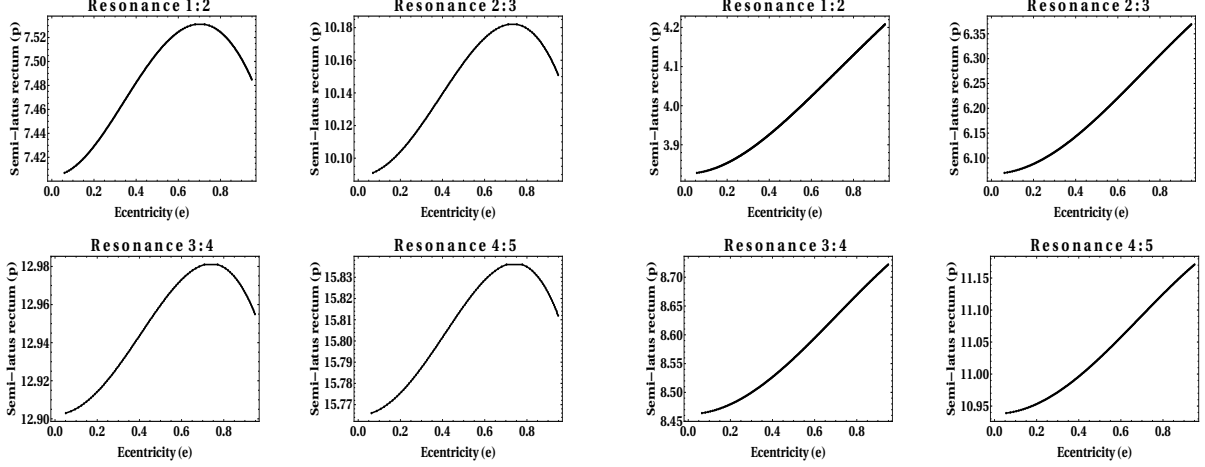 Resonance 1:2
Semi−latus rectum (p)
7.52
7.50
7.48
7.46
7.44
7.42
0.0 0.2 0.4 0.6 0.8
Ecentricity (e)
Resonance 2:3
Semi−latus rectum (p)
10.18
10.16
10.14
10.12
10.10
0.0 0.2 0.4 0.6 0.8
Ecentricity (e)
Resonance 1:2
Semi−latus rectum (p)
4.2
4.1
4.0
3.9
0.0 0.2 0.4 0.6 0.8
Ecentricity (e)
Resonance 2:3
Semi−latus rectum (p)
6.35
6.30
6.25
6.20
6.15
6.10
0.0 0.2 0.4 0.6 0.8
Ecentricity (e)
Resonance 3:4
Semi−latus rectum (p)
12.98
12.96
12.94
12.92
12.90
0.0 0.2 0.4 0.6 0.8
Ecentricity (e)
Resonance 4:5
Semi−latus rectum (p)
15.83
15.82
15.81
15.80
15.79
15.78
15.77
0.0 0.2 0.4 0.6 0.8
Ecentricity (e)
Resonance 3:4
Semi−latus rectum (p)
8.70
8.65
8.60
8.55
8.50
8.45
0.0 0.2 0.4 0.6 0.8
Ecentricity (e)
Resonance 4:5
Semi−latus rectum (p)
11.15
11.10
11.05
11.00
10.95
0.0 0.2 0.4 0.6 0.8
Ecentricity (e)